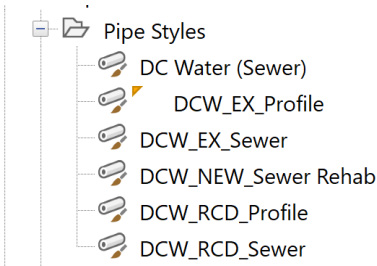 Pipe Styles
DC Water (Sewer)
DCW_EX_Profile
DCW_EX_Sewer
DCW_NEW_Sewer Rehab
DCW_RCD_Profile
DCW_RCD_Sewer